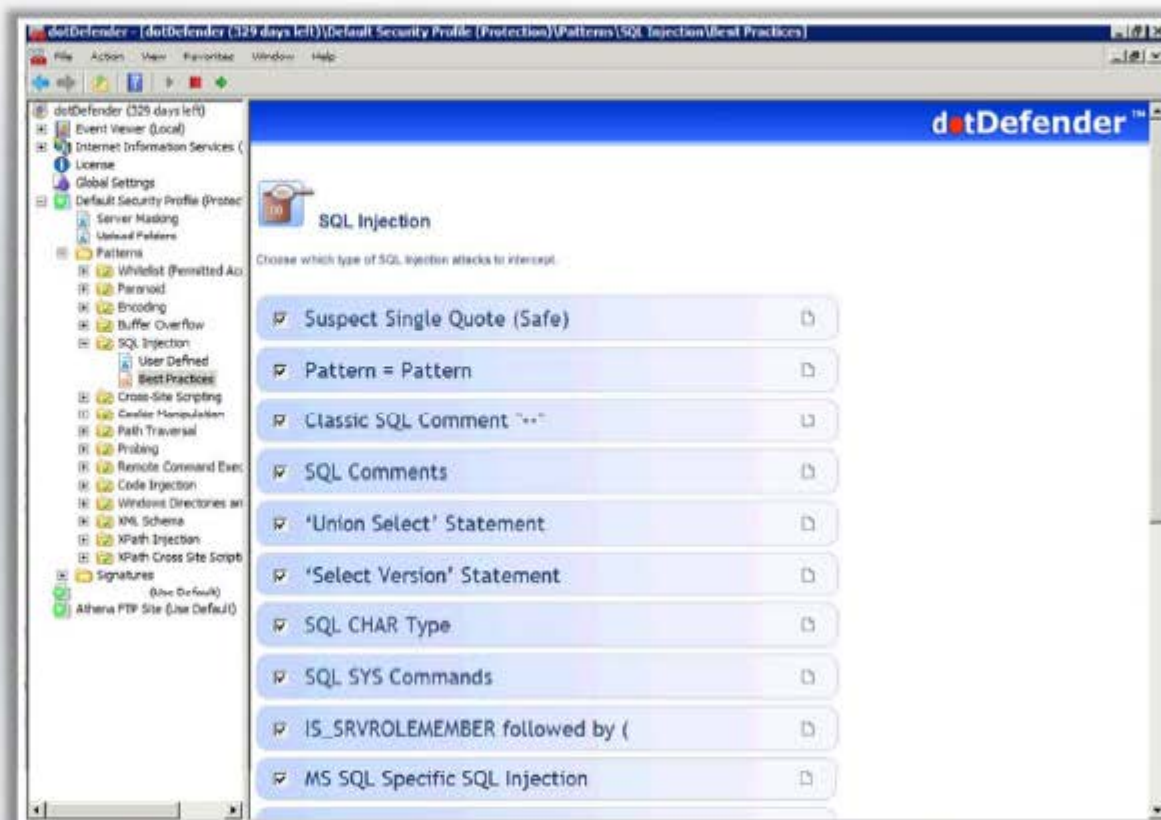 dotDefender - [dotDefender (329 days left)\Default Security Profile (Protection)\Patterns\SQL Injection\Best Practices]
File Action View Favorites Window Help
dotDefender (329 days left)
Event Viewer (Local)
Internet Information Services (
License
Global Settings
Default Security Profile (Protec
Server Masking
Upload Folders
Patterns
Whitelist (Permitted Acc
Paranoid
Encoding
Buffer Overflow
SQL Injection
User Defined
Best Practices
Cross-Site Scripting
Cookie Manipulation
Path Traversal
Probing
Remote Command Exec
Code Injection
Windows Directories an
XML Schema
XPath Injection
XPath Cross Site Scripti
Signatures
(Use Default)
Athena FTP Site (Use Default)
dotDefender™
SQL Injection
Choose which type of SQL Injection attacks to intercept.
Suspect Single Quote (Safe)
Pattern = Pattern
Classic SQL Comment "--"
SQL Comments
'Union Select' Statement
'Select Version' Statement
SQL CHAR Type
SQL SYS Commands
IS_SRVROLEMEMBER followed by (
MS SQL Specific SQL Injection